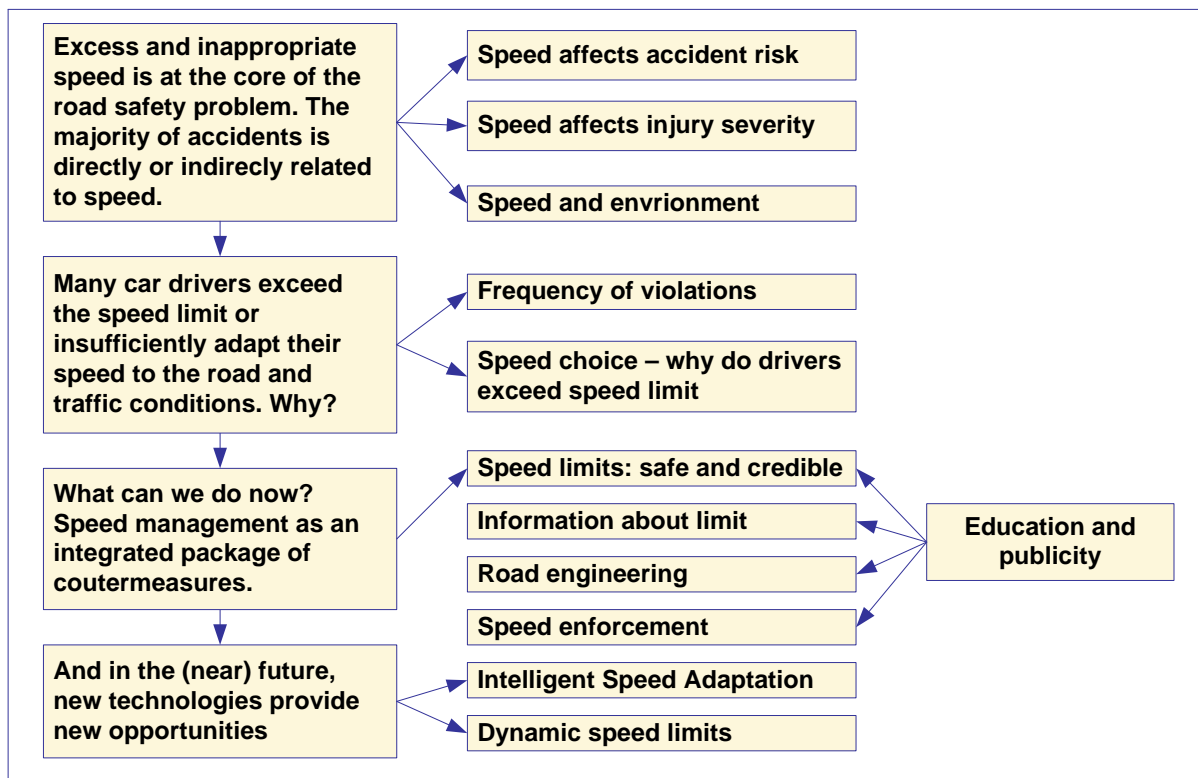 Excess and inappropriate
speed is at the core of the
road safety problem. The
majority of accidents is
directly or indirecly related
to speed.
Speed affects accident risk
Speed affects injury severity
Speed and envrionment
Many car drivers exceed
the speed limit or
insufficiently adapt their
speed to the road and
traffic conditions. Why?
Frequency of violations
Speed choice – why do drivers
exceed speed limit
What can we do now?
Speed management as an
integrated package of
coutermeasures.
Speed limits: safe and credible
Information about limit
Road engineering
Speed enforcement
Education and
publicity
And in the (near) future,
new technologies provide
new opportunities
Intelligent Speed Adaptation
Dynamic speed limits